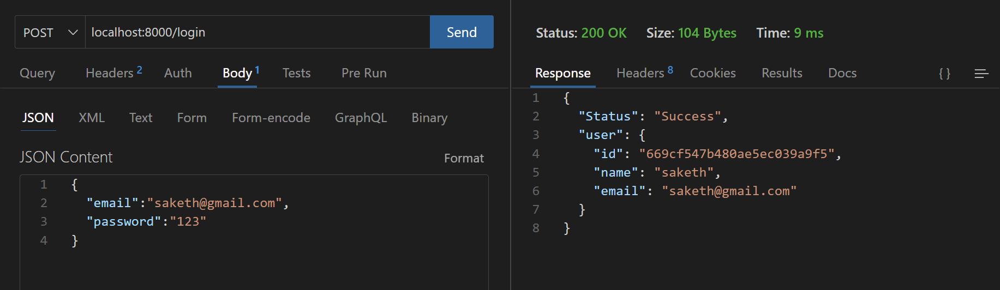 POST localhost:8000/login Send
Query Headers 2 Auth Body 1 Tests Pre Run
JSON XML Text Form Form-encode GraphQL Binary
JSON Content Format
1 {
2 "email":"saketh@gmail.com",
3 "password":"123"
4 }
Status: 200 OK Size: 104 Bytes Time: 9 ms
Response Headers 8 Cookies Results Docs { }
1 {
2 "Status": "Success",
3 "user": {
4 "id": "669cf547b480ae5ec039a9f5",
5 "name": "saketh",
6 "email": "saketh@gmail.com"
7 }
8 }